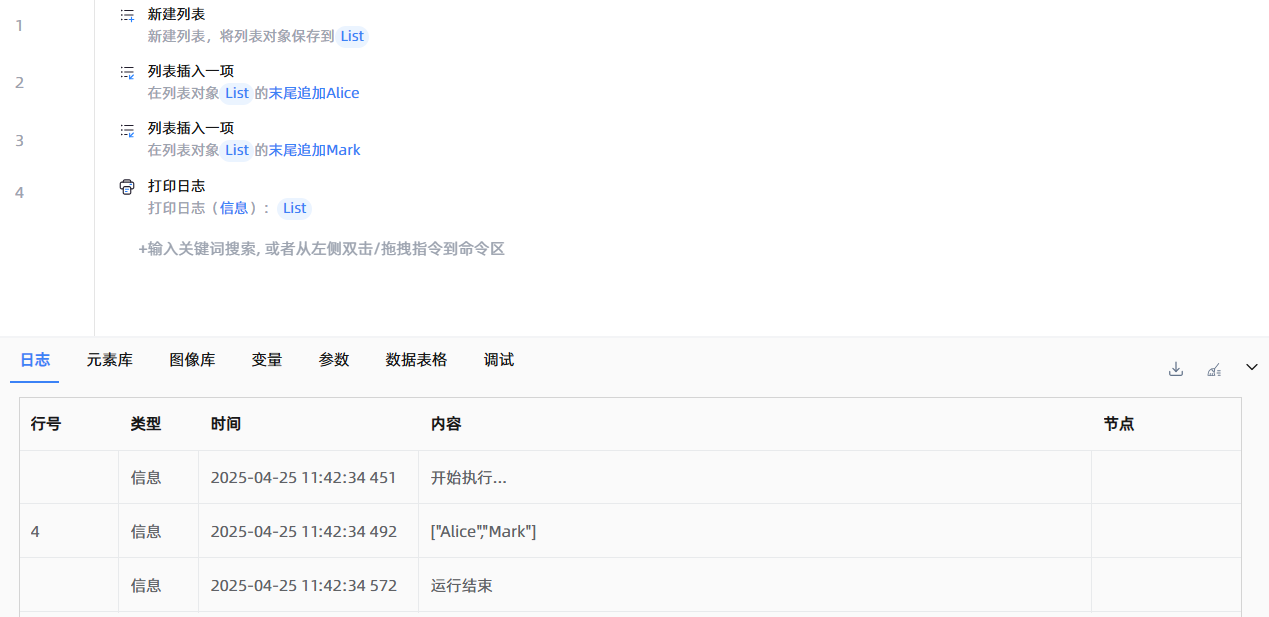 1
新建列表
新建列表，将列表对象保存到 List
2
列表插入一项
在列表对象 List 的末尾追加Alice
3
列表插入一项
在列表对象 List 的末尾追加Mark
4
打印日志
打印日志（信息）： List
+输入关键词搜索, 或者从左侧双击/拖拽指令到命令区
日志 元素库 图像库 变量 参数 数据表格 调试
行号 类型 时间 内容 节点
信息 2025-04-25 11:42:34 451 开始执行...
4 信息 2025-04-25 11:42:34 492 ["Alice","Mark"]
信息 2025-04-25 11:42:34 572 运行结束